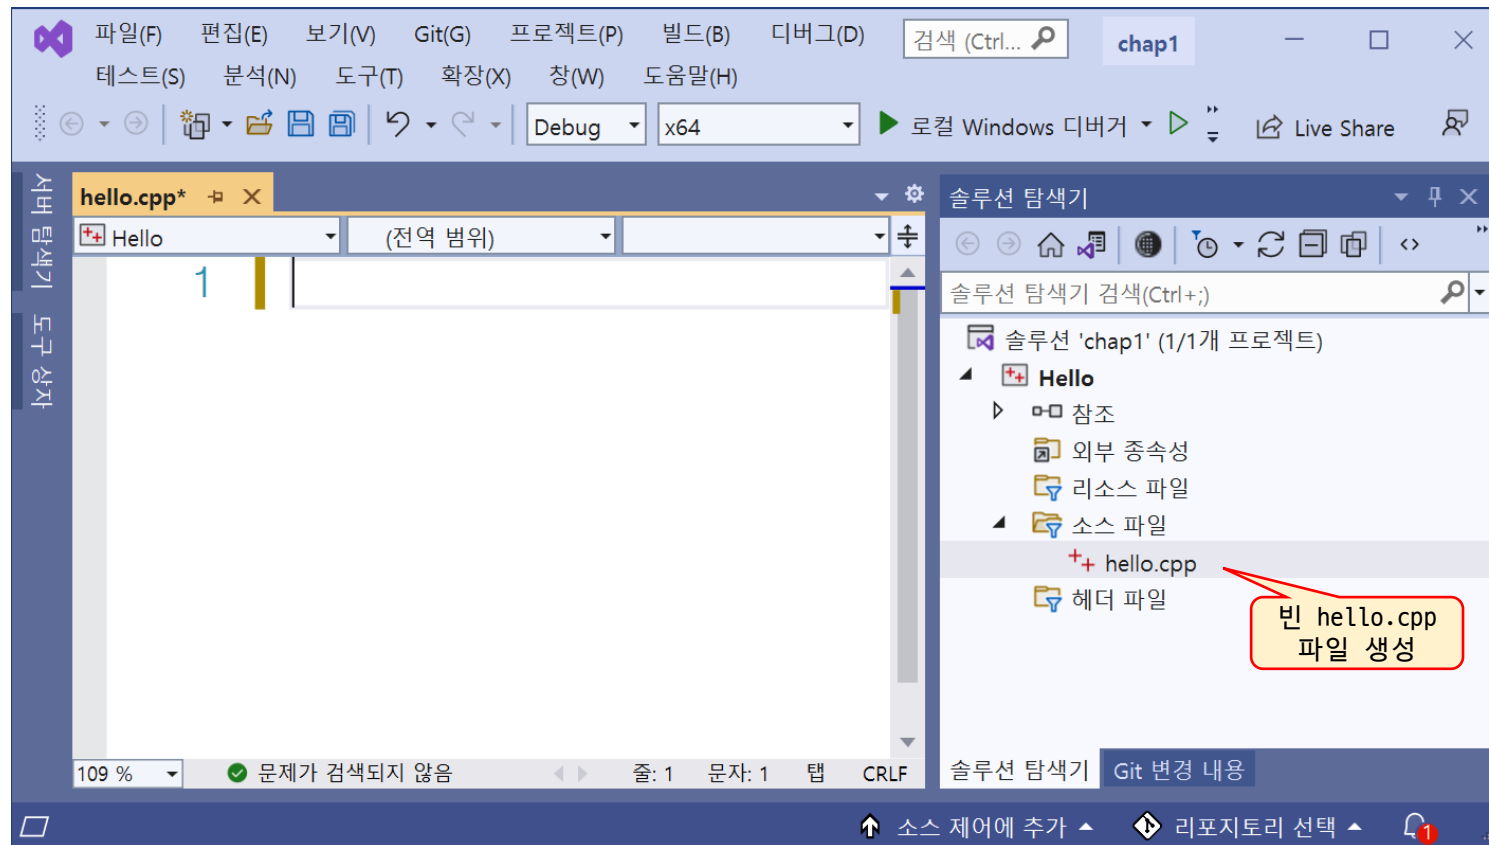 파일(F) 편집(E) 보기(V) Git(G) 프로젝트(P) 빌드(B) 디버그(D) 검색 (Ctrl... chap1
테스트(S) 분석(N) 도구(T) 확장(X) 창(W) 도움말(H)
Debug x64 로컬 Windows 디버거 Live Share
서버 탐색기
도구 상자
hello.cpp*
Hello (전역 범위)
1
109 % 문제가 검색되지 않음 줄: 1 문자: 1 탭 CRLF
솔루션 탐색기
솔루션 탐색기 검색(Ctrl+;)
솔루션 'chap1' (1/1개 프로젝트)
Hello
참조
외부 종속성
리소스 파일
소스 파일
hello.cpp
헤더 파일
빈 hello.cpp
파일 생성
솔루션 탐색기 Git 변경 내용
소스 제어에 추가 리포지토리 선택 1